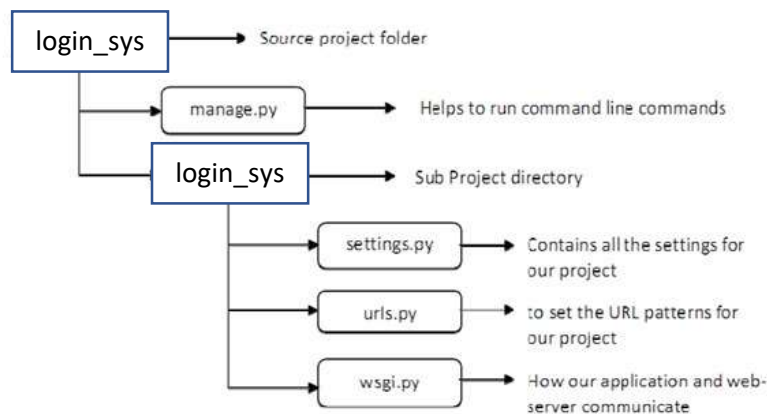 login_sys
Source project folder
manage.py
Helps to run command line commands
login_sys
Sub Project directory
settings.py
Contains all the settings for
our project
urls.py
to set the URL patterns for
our project
wsgi.py
How our application and web-
server communicate